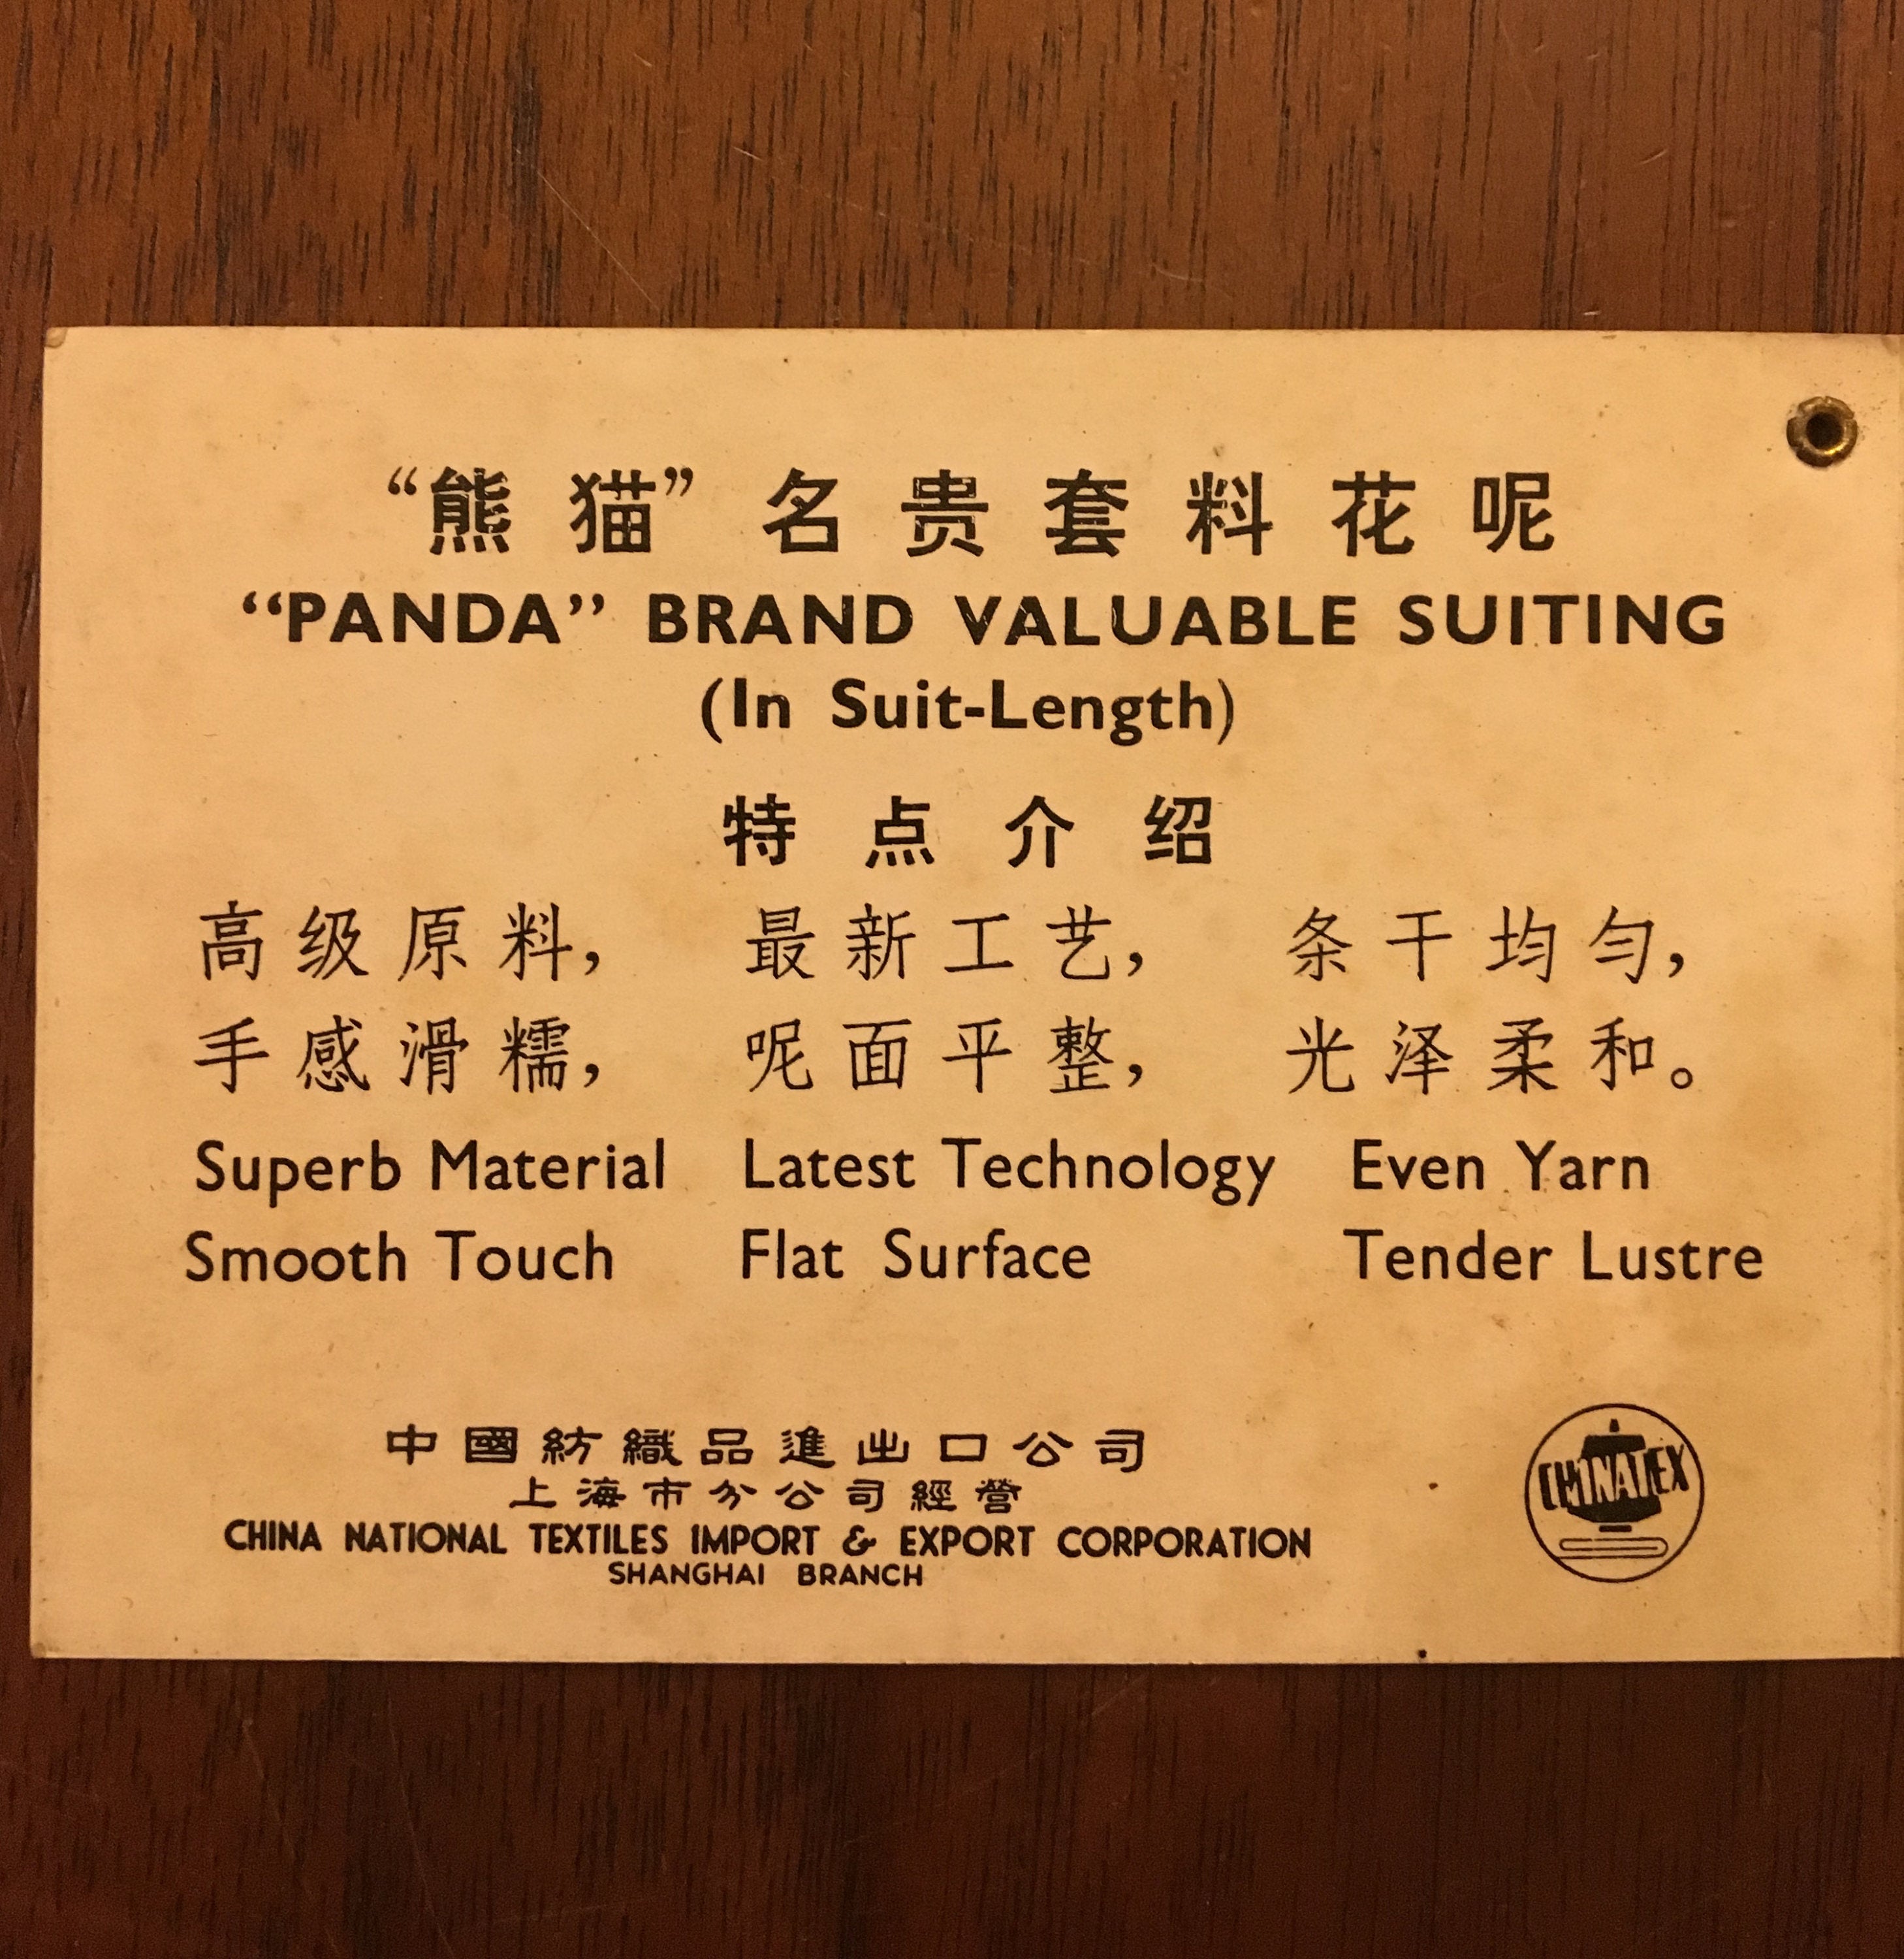 “熊猫”名贵套料花呢
“PANDA” BRAND VALUABLE SUITING
(In Suit-Length)
特点介绍
高级原料， 最新工艺， 条干均匀，
手感滑糯， 呢面平整， 光泽柔和。
Superb Material Latest Technology Even Yarn
Smooth Touch Flat Surface Tender Lustre
中國紡織品進出口公司
上海市分公司經營
CHINA NATIONAL TEXTILES IMPORT & EXPORT CORPORATION
SHANGHAI BRANCH
CHINATEX